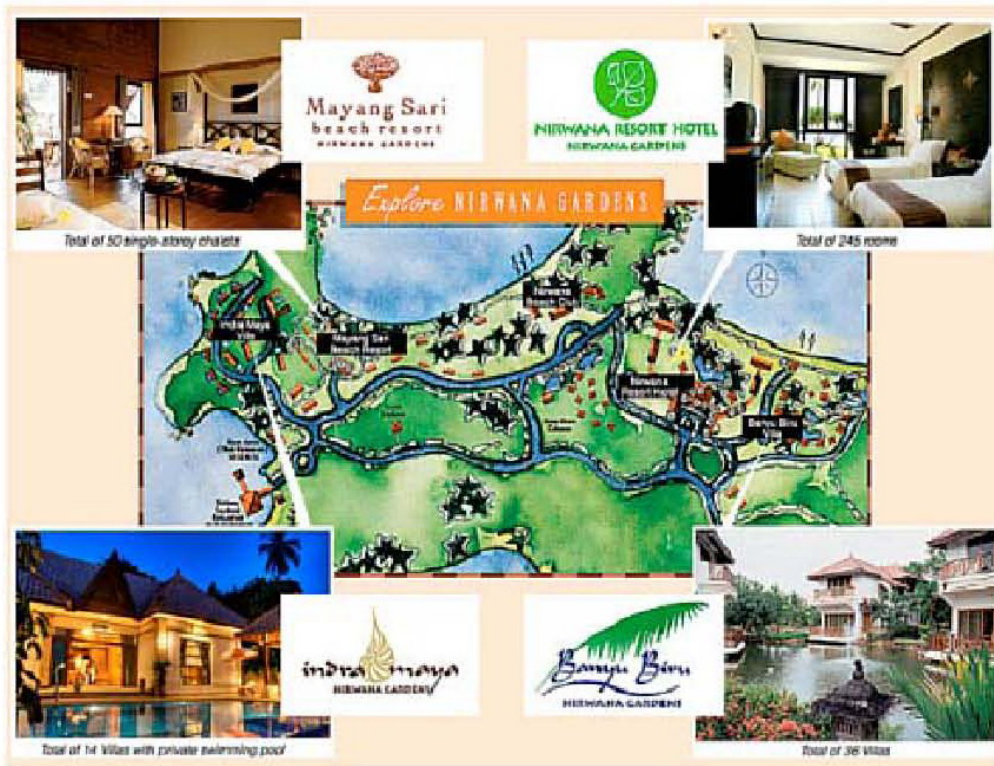 Mayang Sari
beach resort
NIRWANA GARDENS
NIRWANA RESORT HOTEL
NIRWANA GARDENS
Explore NIRWANA GARDENS
Total of 50 single-storey chalets
Total of 245 rooms
Nirwana
Beach Club
Indra Maya
Villa
Mayang Sari
Beach Resort
Nirwana
Resort Hotel
Banyu Biru
Villa
indra maya
NIRWANA GARDENS
Banyu Biru
NIRWANA GARDENS
Total of 14 Villas with private swimming pool
Total of 36 Villas